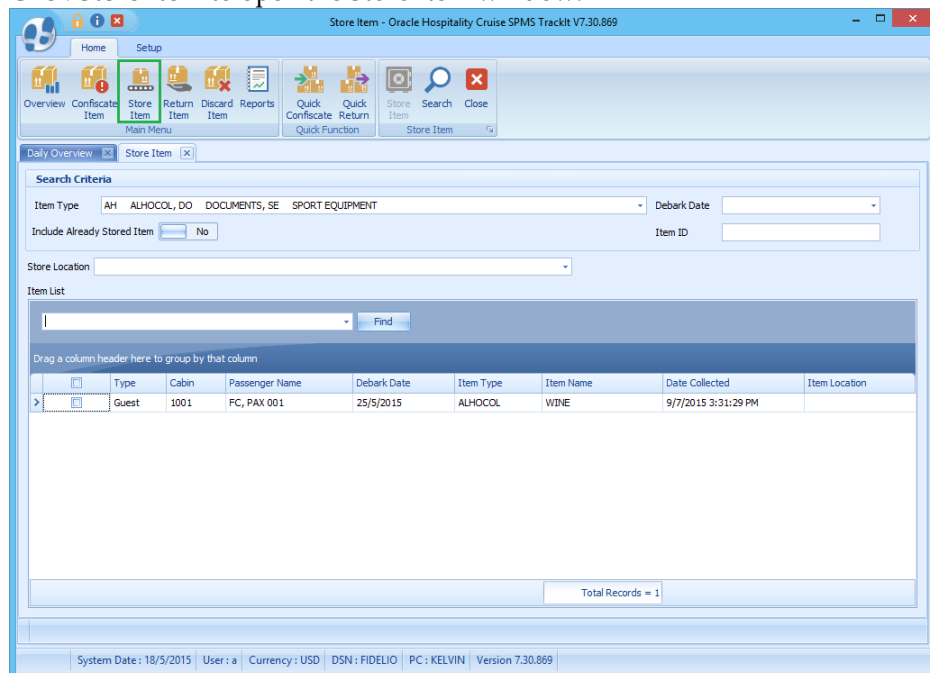 Store Item - Oracle Hospitality Cruise SPMS TrackIt V7.30.869
Home Setup
Overview Confiscate Item Store Item Return Item Discard Item Reports Quick Confiscate Quick Return Store Item Search Close
Main Menu Quick Function Store Item
Daily Overview Store Item
Search Criteria
Item Type AH ALHOCOL, DO DOCUMENTS, SE SPORT EQUIPMENT Debark Date
Include Already Stored Item No Item ID
Store Location
Item List
Find
Drag a column header here to group by that column
Type Cabin Passenger Name Debark Date Item Type Item Name Date Collected Item Location
Guest 1001 FC, PAX 001 25/5/2015 ALHOCOL WINE 9/7/2015 3:31:29 PM
Total Records = 1
System Date : 18/5/2015 User : a Currency : USD DSN : FIDELIO PC : KELVIN Version 7.30.869